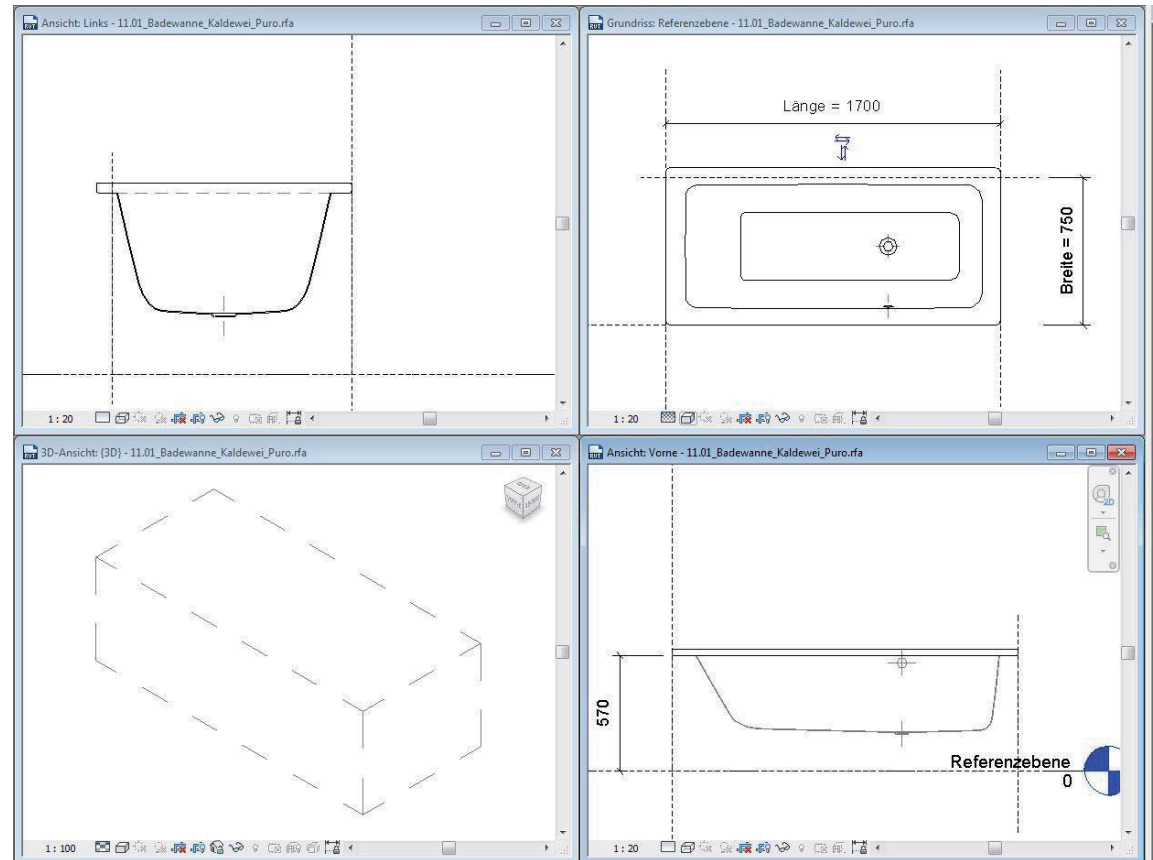 Ansicht: Links - 11.01_Badewanne_Kaldewei_Puro.rfa
1 : 20
Grundriss: Referenzebene - 11.01_Badewanne_Kaldewei_Puro.rfa
Länge = 1700
Breite = 750
1 : 20
3D-Ansicht: {3D} - 11.01_Badewanne_Kaldewei_Puro.rfa
1 : 100
Ansicht: Vorne - 11.01_Badewanne_Kaldewei_Puro.rfa
2D
570
Referenzebene
0
1 : 20